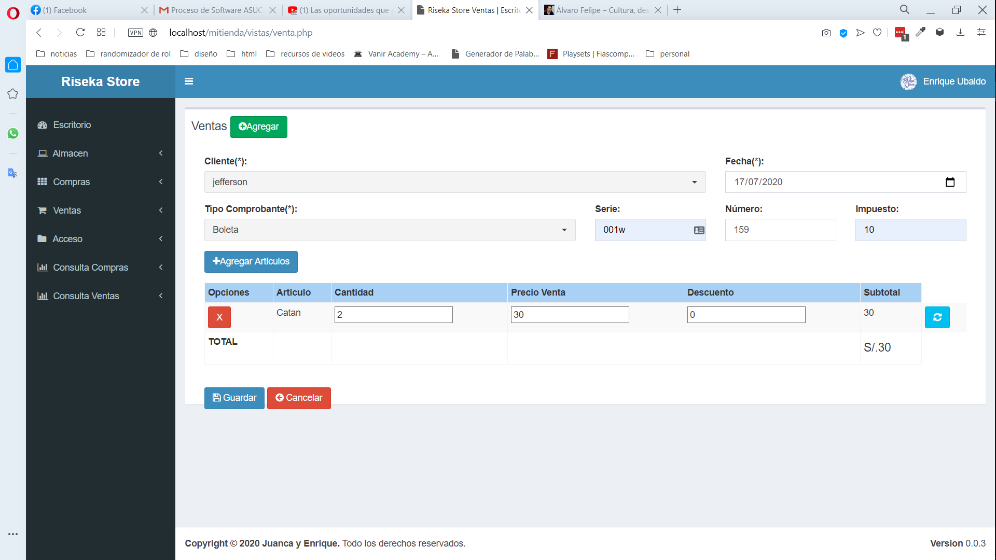 (1) Facebook
Proceso de Software ASUC
(1) Las oportunidades que
Riseka Store Ventas | Escrit
Alvaro Felipe – Cultura, des
VPN
localhost/mitienda/vistas/venta.php
noticias
randomizador de rol
diseño
html
recursos de videos
Vanir Academy – A...
Generador de Palab...
Playsets | Fiascomp...
personal
Riseka Store
Enrique Ubaldo
Escritorio
Almacen
Compras
Ventas
Acceso
Consulta Compras
Consulta Ventas
Ventas
Agregar
Cliente(*):
Fecha(*):
jefferson
17/07/2020
Tipo Comprobante(*):
Serie:
Número:
Impuesto:
Boleta
001w
159
10
Agregar Articulos
Opciones
Articulo
Cantidad
Precio Venta
Descuento
Subtotal
X
Catan
2
30
0
30
TOTAL
S/.30
Guardar
Cancelar
Copyright © 2020 Juanca y Enrique. Todo los derechos reservados.
Version 0.0.3